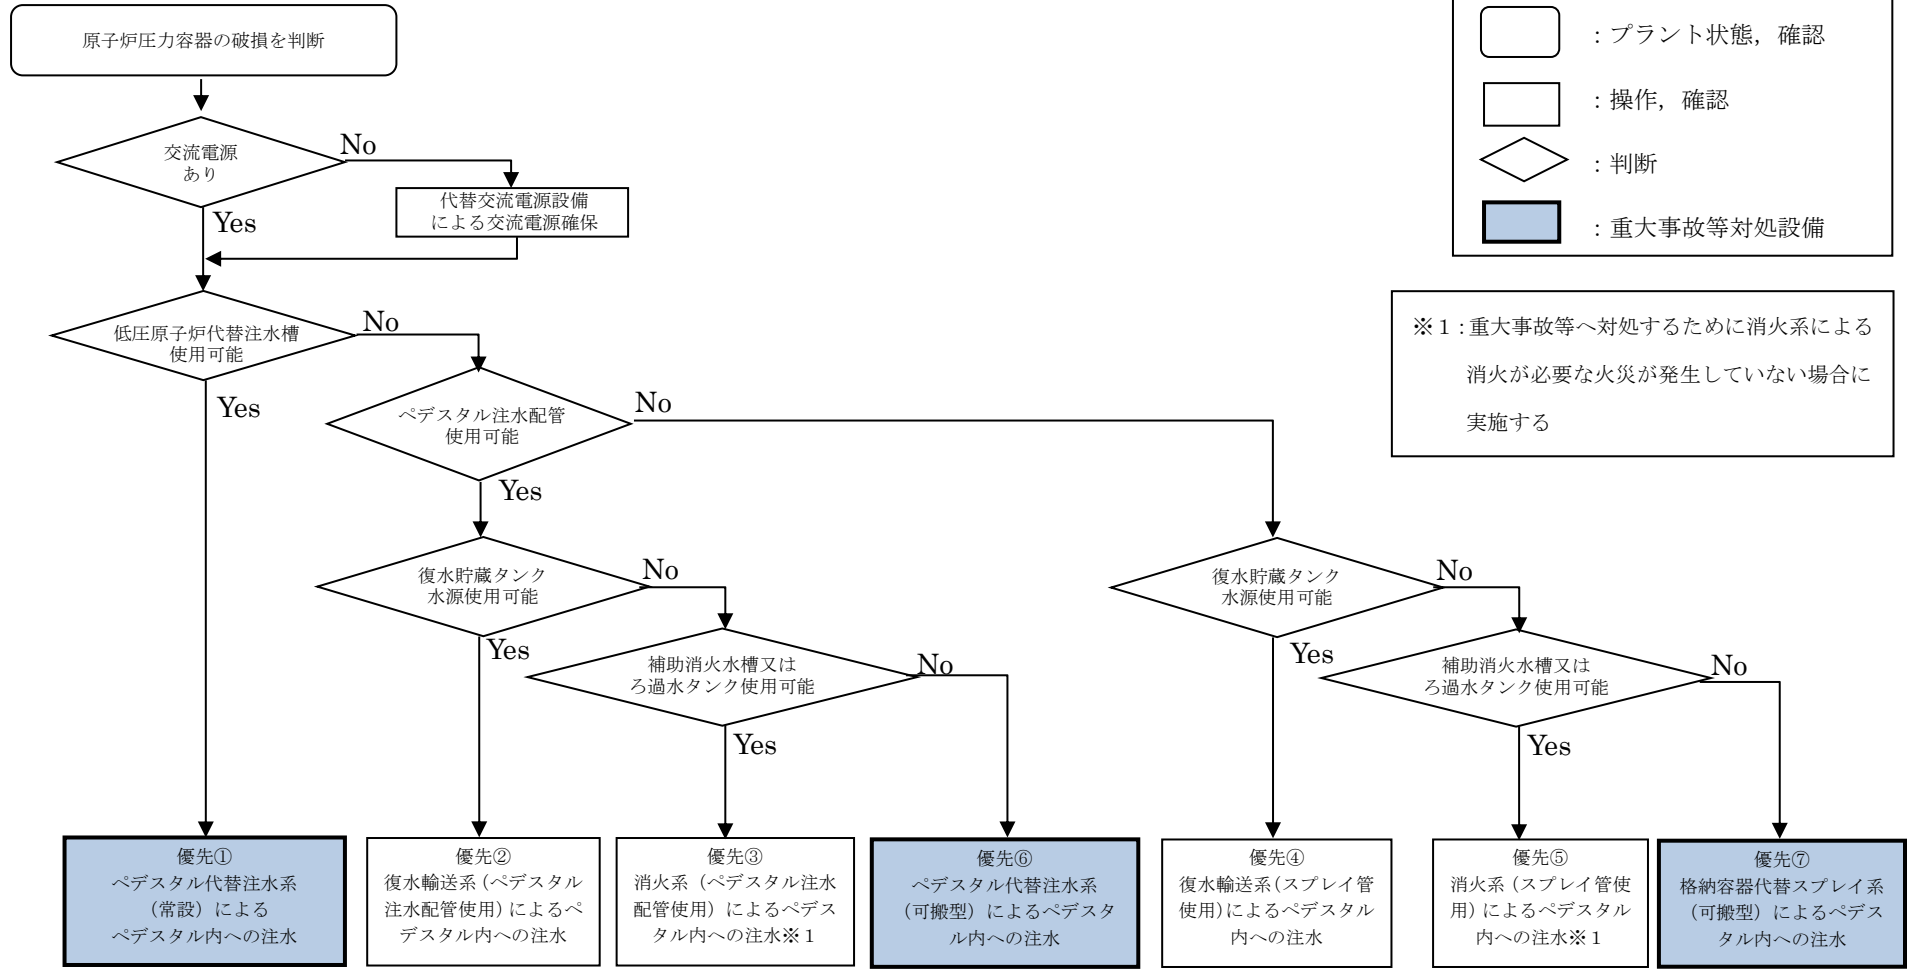 原子炉圧力容器の破損を判断
交流電源
あり
No
代替交流電源設備
による交流電源確保
Yes
低圧原子炉代替注水槽
使用可能
No
Yes
ペデスタル注水配管
使用可能
No
Yes
復水貯蔵タンク
水源使用可能
No
Yes
補助消火水槽又は
ろ過水タンク使用可能
No
Yes
復水貯蔵タンク
水源使用可能
No
Yes
補助消火水槽又は
ろ過水タンク使用可能
No
Yes
優先①
ペデスタル代替注水系
（常設）による
ペデスタル内への注水
優先②
復水輸送系（ペデスタル
注水配管使用）によるペ
デスタル内への注水
優先③
消火系（ペデスタル注水
配管使用）によるペデス
タル内への注水※１
優先⑥
ペデスタル代替注水系
（可搬型）によるペデスタ
ル内への注水
優先④
復水輸送系（スプレイ管
使用）によるペデスタル
内への注水
優先⑤
消火系（スプレイ管使
用）によるペデスタル
内への注水※１
優先⑦
格納容器代替スプレイ系
（可搬型）によるペデス
タル内への注水
：プラント状態，確認
：操作，確認
：判断
：重大事故等対処設備
※１：重大事故等へ対処するために消火系による
消火が必要な火災が発生していない場合に
実施する